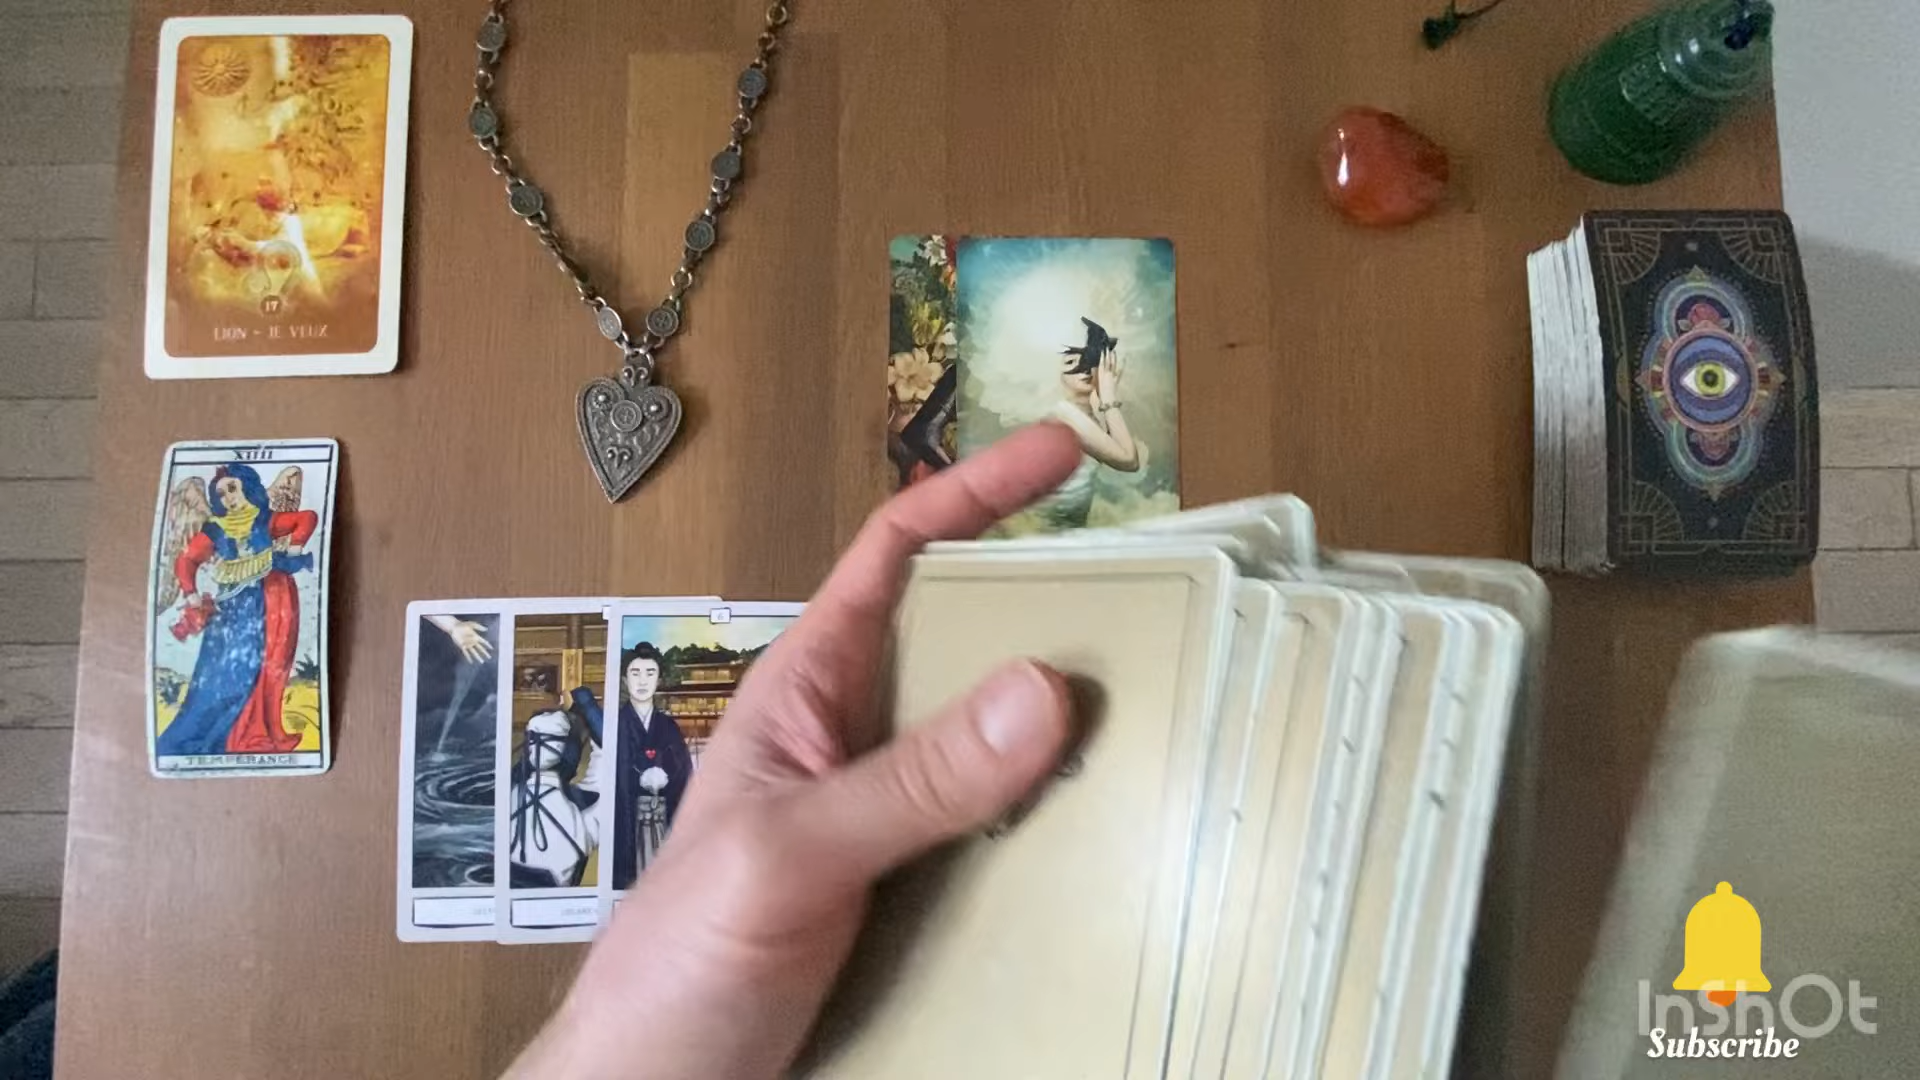 17
LION ~ JE VEUX
XIIII
TEMPERANCE
6
InShOt
Subscribe